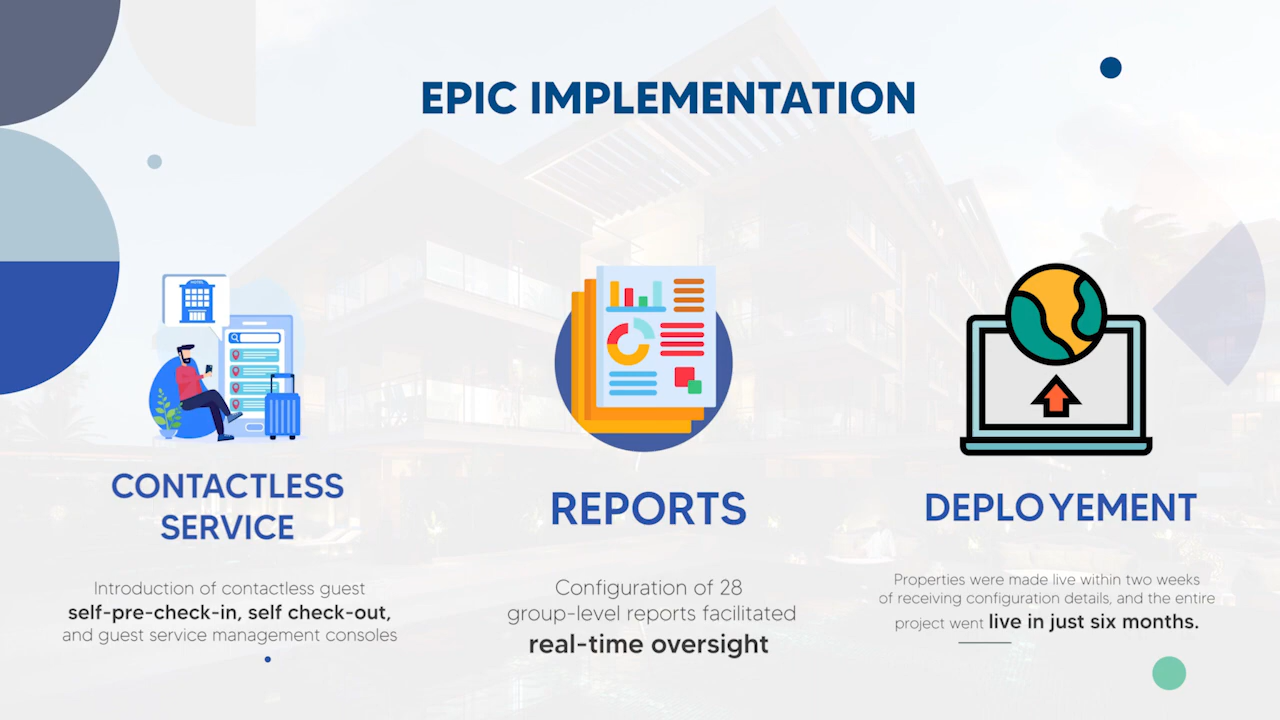 EPIC IMPLEMENTATION
CONTACTLESS
SERVICE
Introduction of contactless guest
self-pre-check-in, self check-out,
and guest service management consoles
REPORTS
Configuration of 28
group-level reports facilitated
real-time oversight
DEPLOYEMENT
Properties were made live within two weeks
of receiving configuration details, and the entire
project went live in just six months.